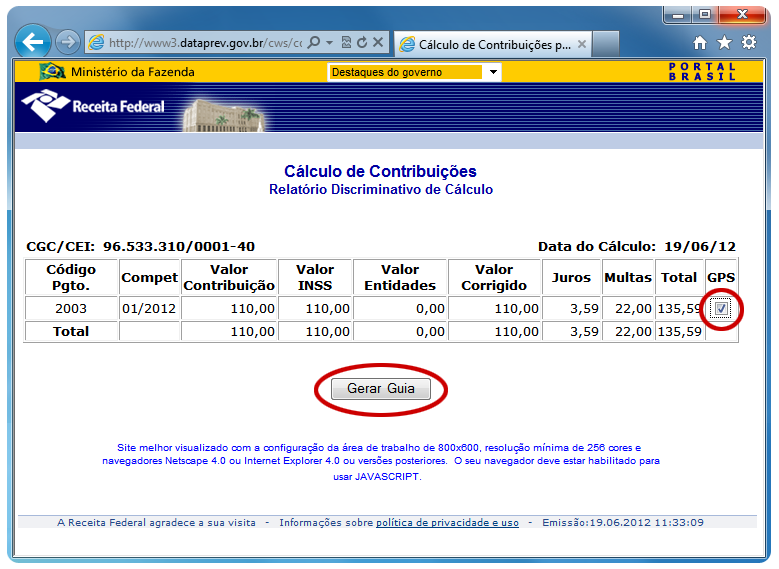 http://www3.dataprev.gov.br/cws/cc
Cálculo de Contribuições p...
Ministério da Fazenda
Destaques do governo
PORTAL
BRASIL
Receita Federal
Cálculo de Contribuições
Relatório Discriminativo de Cálculo
CGC/CEI: 96.533.310/0001-40 Data do Cálculo: 19/06/12
Código Pgto. Compet Valor Contribuição Valor INSS Valor Entidades Valor Corrigido Juros Multas Total GPS
2003 01/2012 110,00 110,00 0,00 110,00 3,59 22,00 135,59
Total 110,00 110,00 0,00 110,00 3,59 22,00 135,59
Gerar Guia
Site melhor visualizado com a configuração da área de trabalho de 800x600, resolução mínima de 256 cores e
navegadores Netscape 4.0 ou Internet Explorer 4.0 ou versões posteriores. O seu navegador deve estar habilitado para
usar JAVASCRIPT.
A Receita Federal agradece a sua visita - Informações sobre política de privacidade e uso - Emissão:19.06.2012 11:33:09